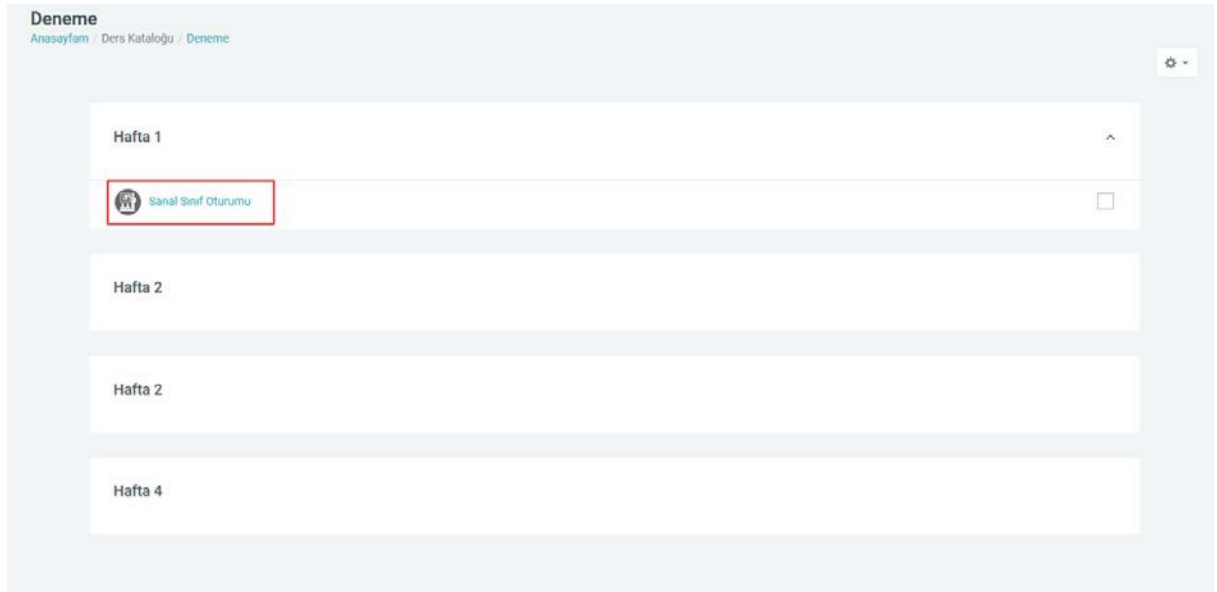 Deneme
Anasayfam / Ders Kataloğu / Deneme
Hafta 1
Sanal Sınıf Oturumu
Hafta 2
Hafta 2
Hafta 4